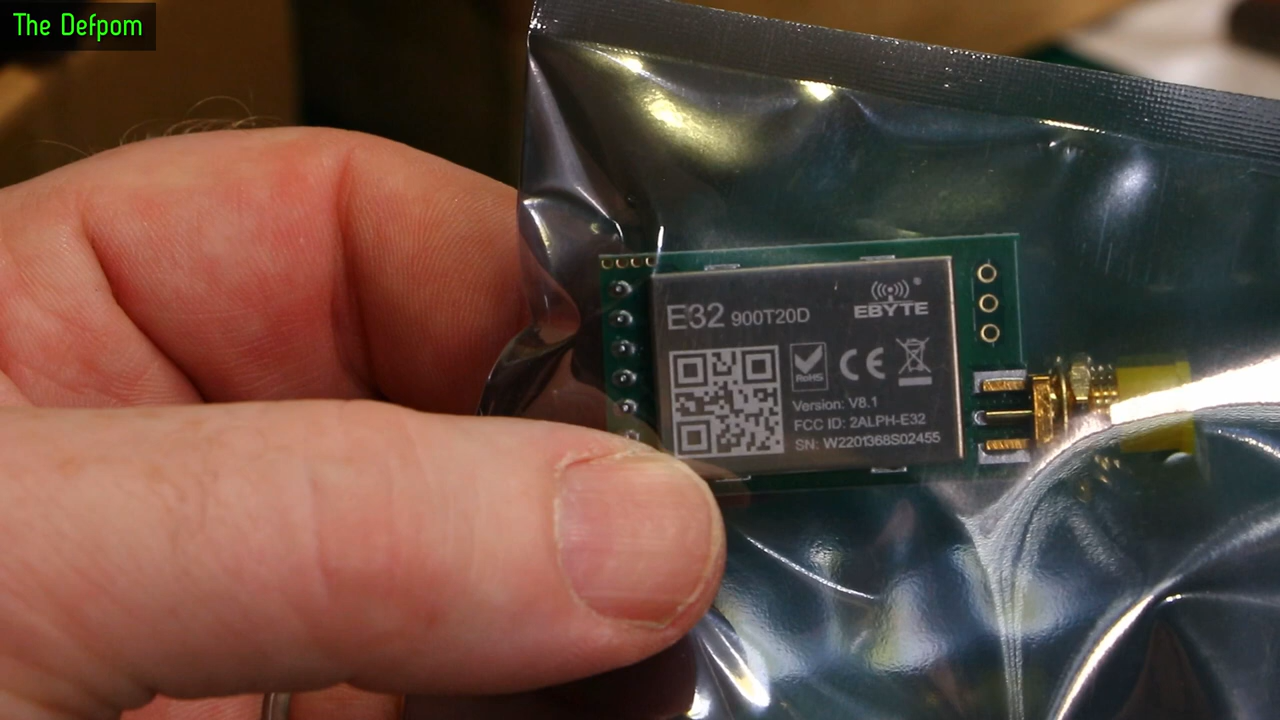 The Defpom
E32 900T20D
EBYTE
RoHS
CE
Version: V8.1
FCC ID: 2ALPH-E32
SN: W2201368S02455